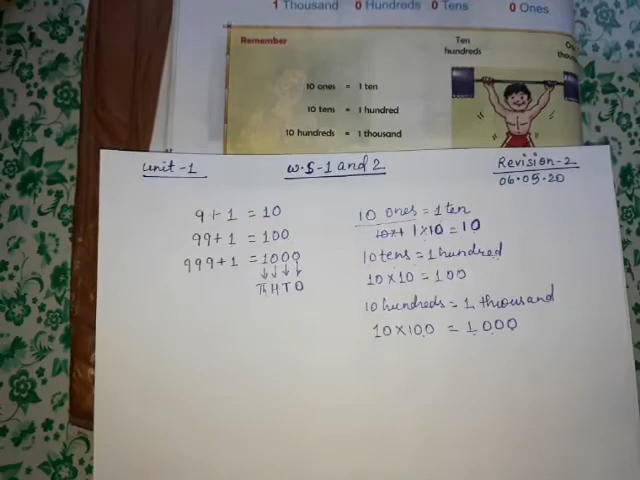 1 Thousand 0 Hundreds 0 Tens 0 Ones
Remember
Ten
hundreds
10 ones = 1 ten
10 tens = 1 hundred
10 hundreds = 1 thousand
Unit-1
W.S-1 and 2
Revision-2
06.05.20
9+1 = 10
99+1 = 100
999+1 = 1000
Th H T O
10 ones = 1 ten
1×10 = 10
10 tens = 1 hundred
10×10 = 100
10 hundreds = 1 thiousand
10×100 = 1000